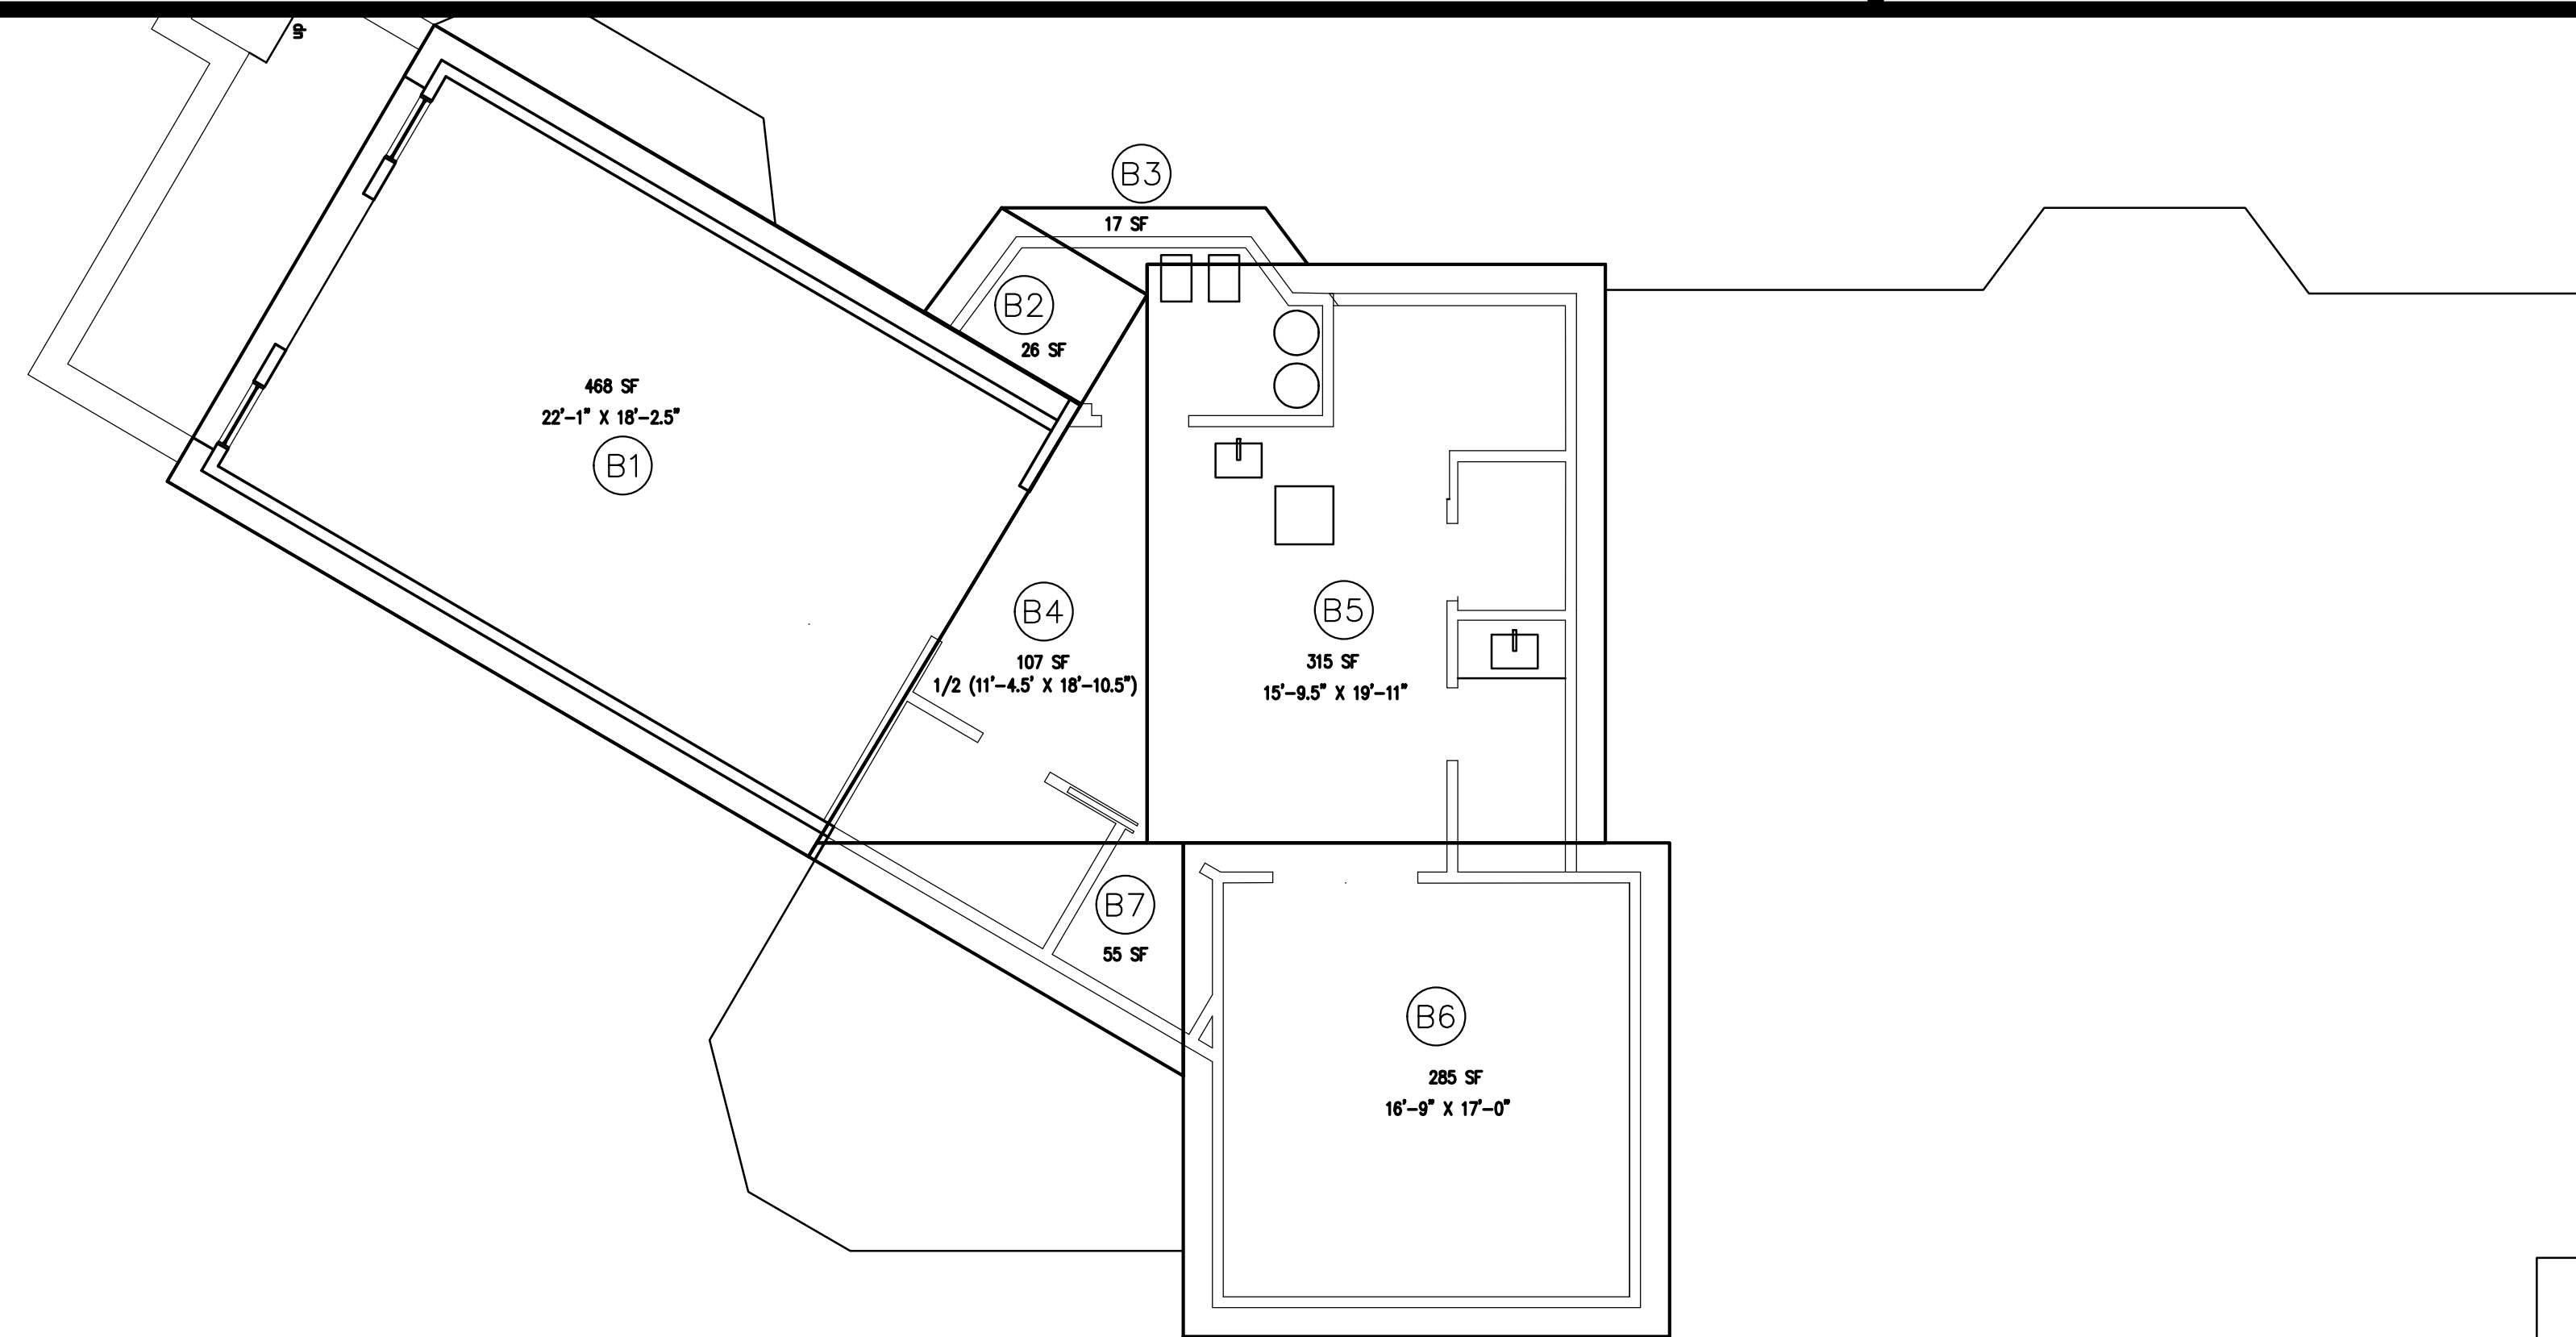 dn
B3
17 SF
B2
26 SF
468 SF
22'-1" X 18'-2.5"
B1
B4
107 SF
1/2 (11'-4.5' X 18'-10.5")
B5
315 SF
15'-9.5" X 19'-11"
B7
55 SF
B6
285 SF
16'-9" X 17'-0"